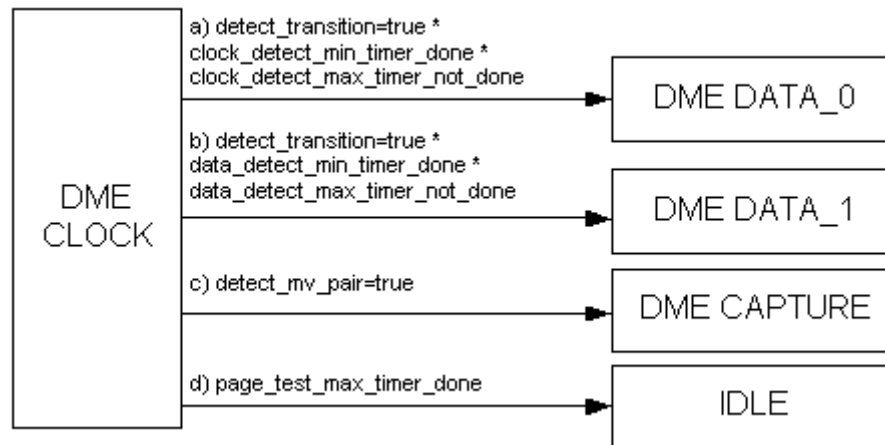 a) detect_transition=true *
clock_detect_min_timer_done *
clock_detect_max_timer_not_done
DME DATA_0
b) detect_transition=true *
data_detect_min_timer_done *
data_detect_max_timer_not_done
DME DATA_1
DME
CLOCK
c) detect_mv_pair=true
DME CAPTURE
d) page_test_max_timer_done
IDLE